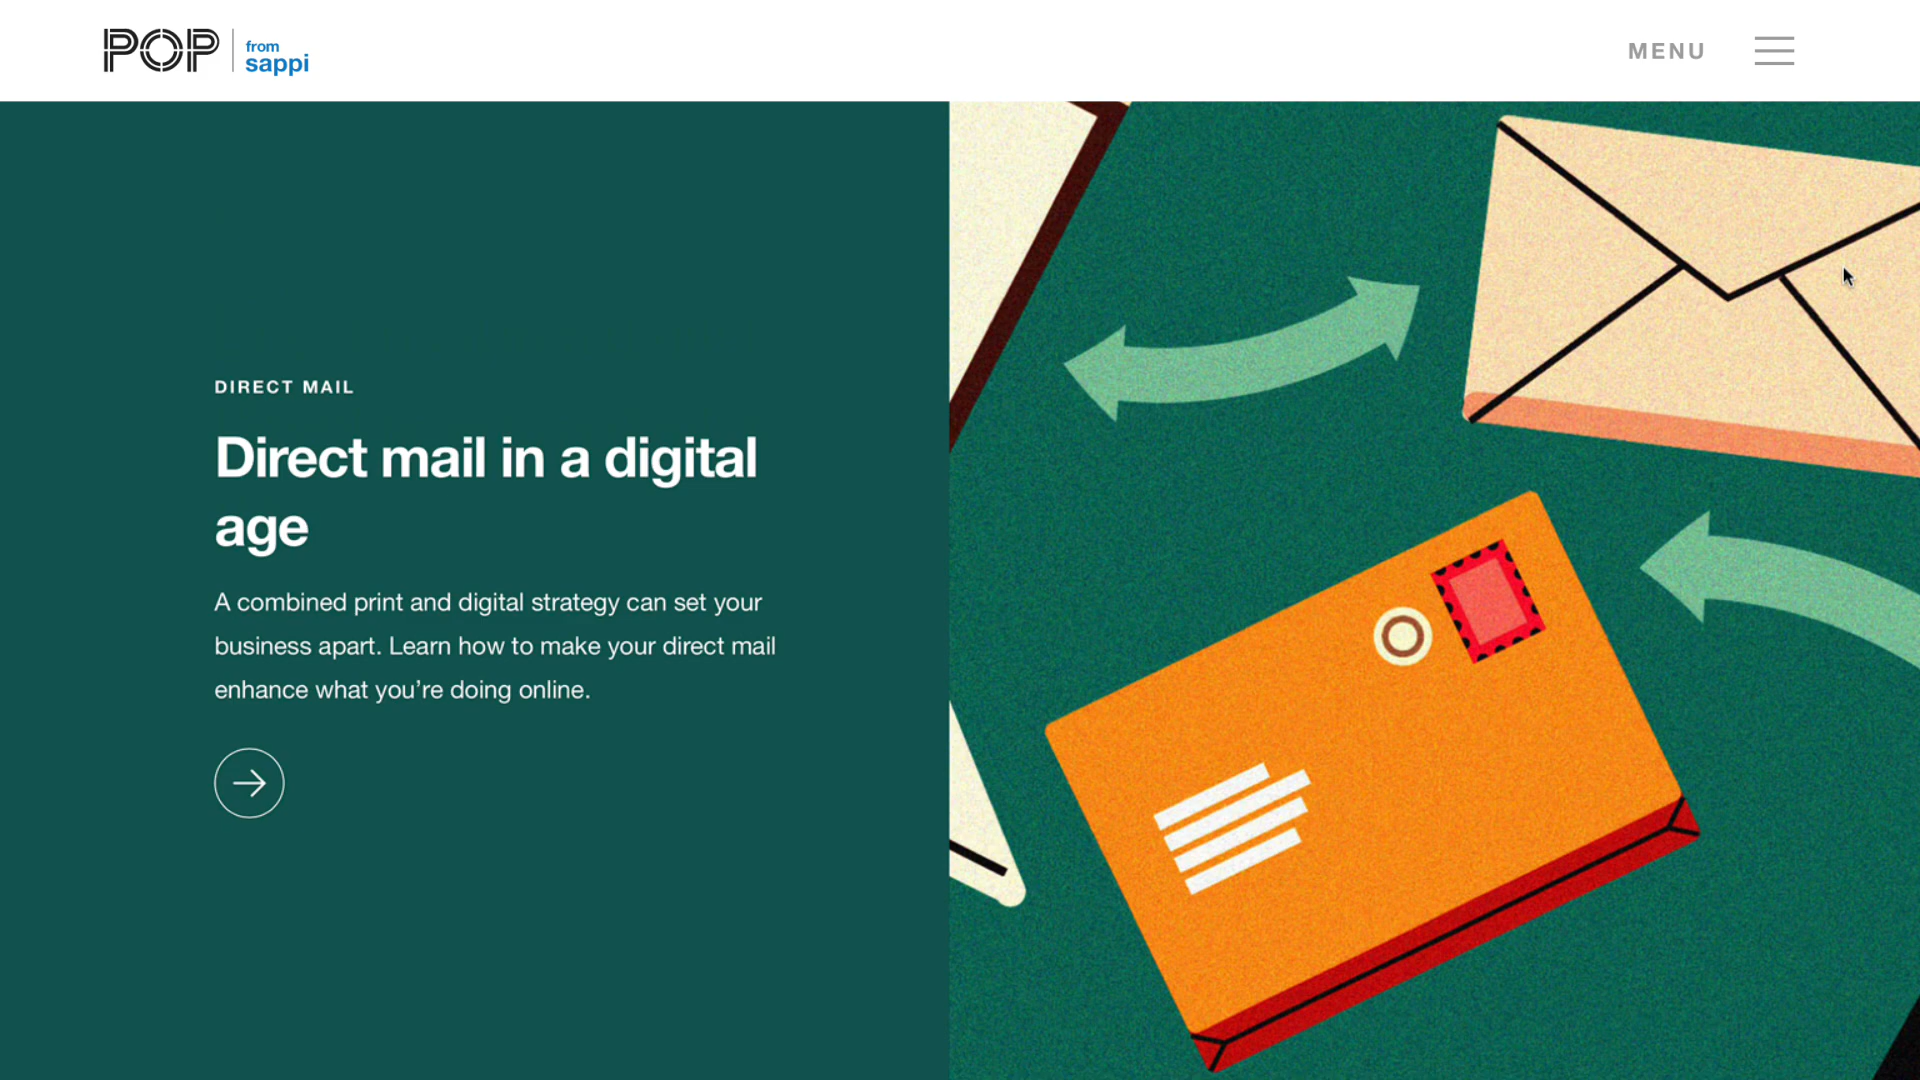 POP
from
sappi
MENU
DIRECT MAIL
Direct mail in a digital
age
A combined print and digital strategy can set your
business apart. Learn how to make your direct mail
enhance what you’re doing online.